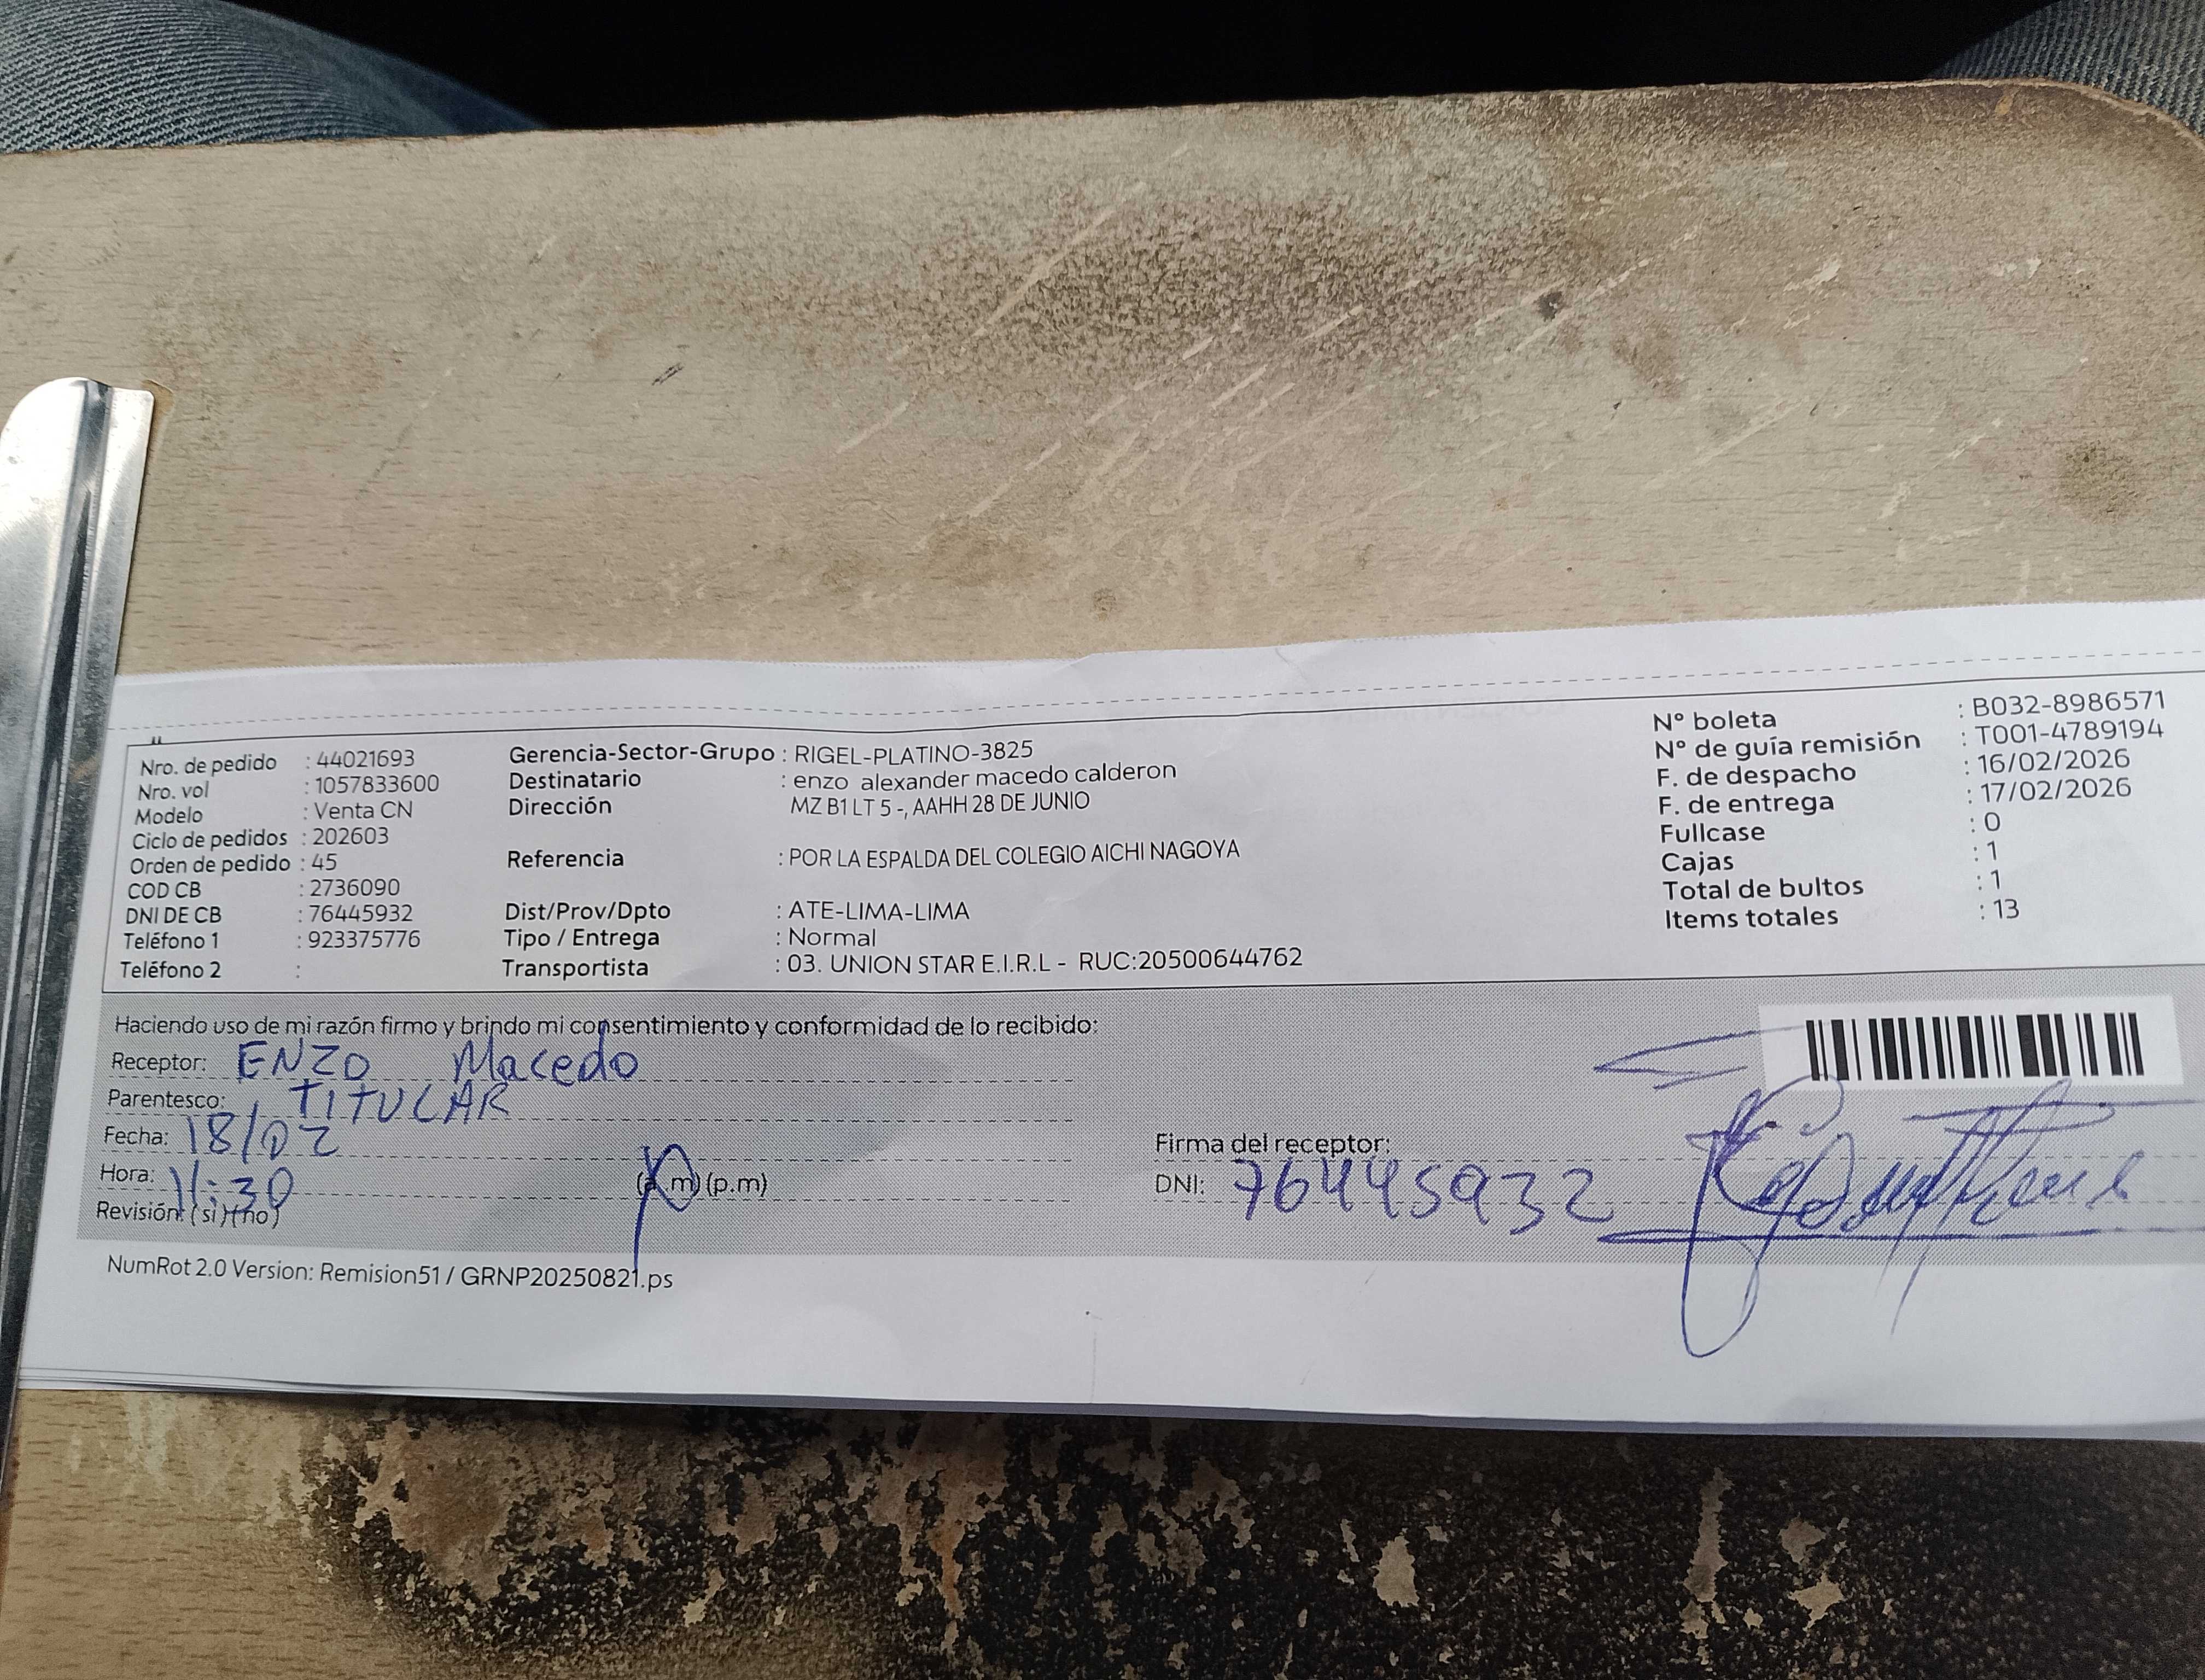 Nro. de pedido : 44021693
Nro. vol : 1057833600
Modelo : Venta CN
Ciclo de pedidos : 202603
Orden de pedido : 45
COD CB : 2736090
DNI DE CB : 76445932
Teléfono 1 : 923375776
Teléfono 2 :
Gerencia-Sector-Grupo : RIGEL-PLATINO-3825
Destinatario : enzo alexander macedo calderon
Dirección MZ B1 LT 5 -, AAHH 28 DE JUNIO
Referencia : POR LA ESPALDA DEL COLEGIO AICHI NAGOYA
Dist/Prov/Dpto : ATE-LIMA-LIMA
Tipo / Entrega : Normal
Transportista : 03. UNION STAR E.I.R.L - RUC:20500644762
N° boleta : B032-8986571
N° de guía remisión : T001-4789194
F. de despacho : 16/02/2026
F. de entrega : 17/02/2026
Fullcase : 0
Cajas : 1
Total de bultos : 1
Items totales : 13
Haciendo uso de mi razón firmo y brindo mi consentimiento y conformidad de lo recibido:
Receptor: ENZO Macedo
Parentesco: TITULAR
Fecha: 18/02
Hora: 11:30 (a.m) (p.m)
Revisión: (si) (no)
Firma del receptor:
DNI: 76445932
NumRot 2.0 Version: Remision51 / GRNP20250821.ps